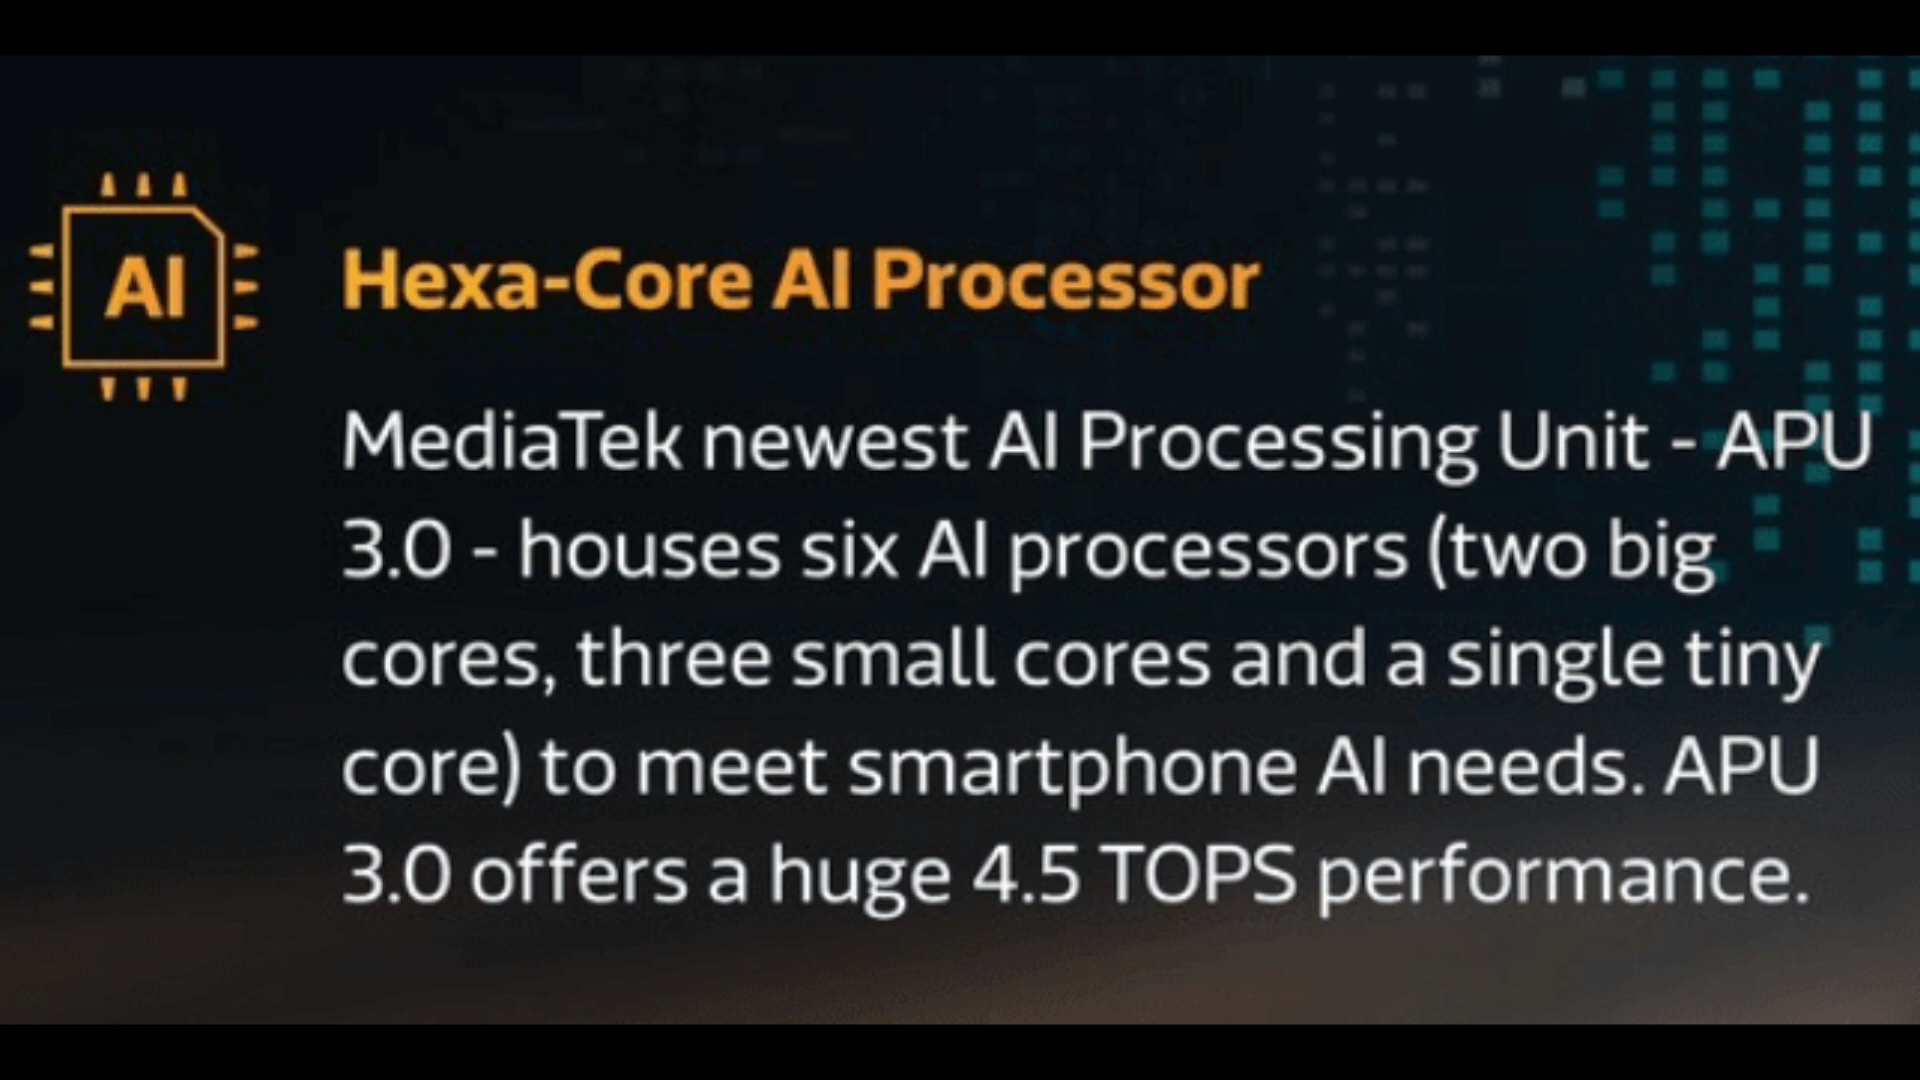 AI
Hexa-Core AI Processor
MediaTek newest AI Processing Unit - APU
3.0 - houses six AI processors (two big
cores, three small cores and a single tiny
core) to meet smartphone AI needs. APU
3.0 offers a huge 4.5 TOPS performance.